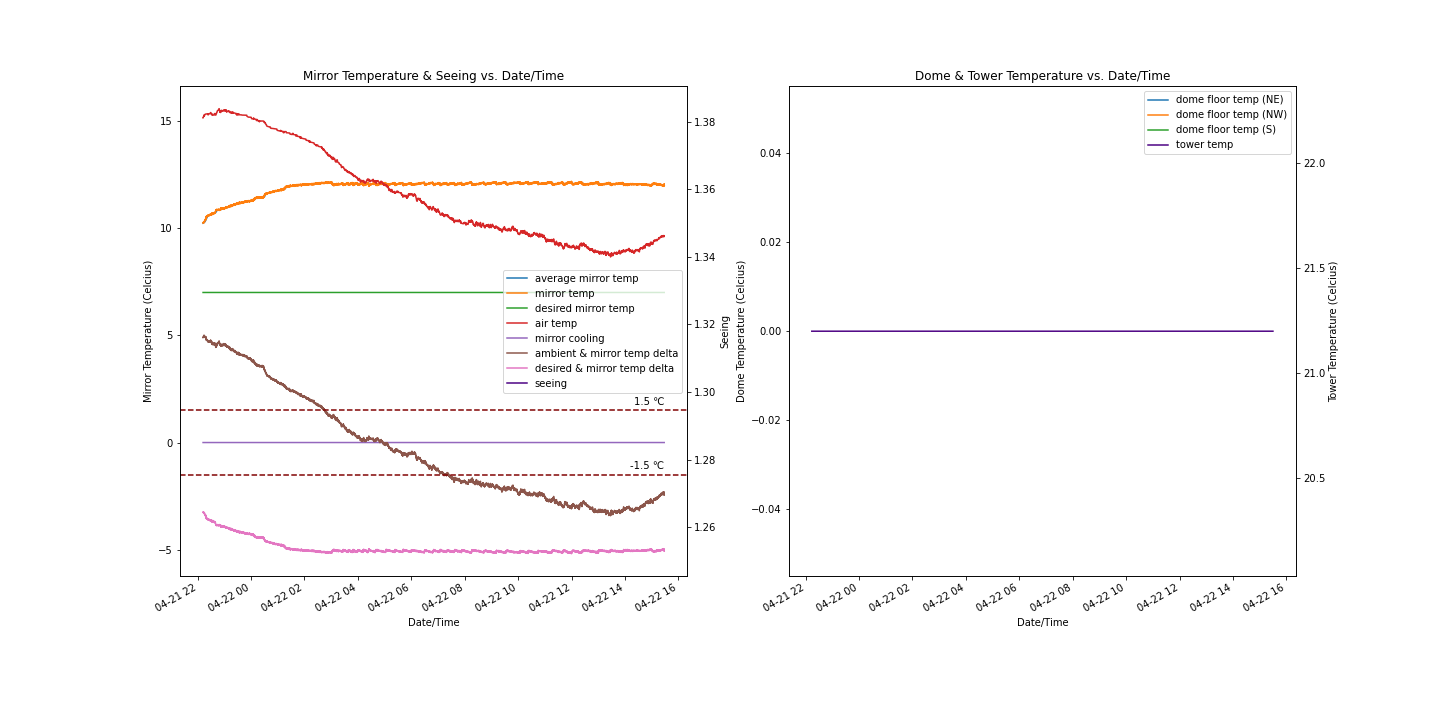 Mirror Temperature & Seeing vs. Date/Time
15
10
5
0
−5
Mirror Temperature (Celcius)
1.38
1.36
1.34
1.32
1.30
1.28
1.26
Seeing
average mirror temp
mirror temp
desired mirror temp
air temp
mirror cooling
ambient & mirror temp delta
desired & mirror temp delta
seeing
1.5 °C
-1.5 °C
04-21 22
04-22 00
04-22 02
04-22 04
04-22 06
04-22 08
04-22 10
04-22 12
04-22 14
04-22 16
Date/Time
Dome & Tower Temperature vs. Date/Time
0.04
0.02
0.00
−0.02
−0.04
Dome Temperature (Celcius)
22.0
21.5
21.0
20.5
Tower Temperature (Celcius)
dome floor temp (NE)
dome floor temp (NW)
dome floor temp (S)
tower temp
04-21 22
04-22 00
04-22 02
04-22 04
04-22 06
04-22 08
04-22 10
04-22 12
04-22 14
04-22 16
Date/Time